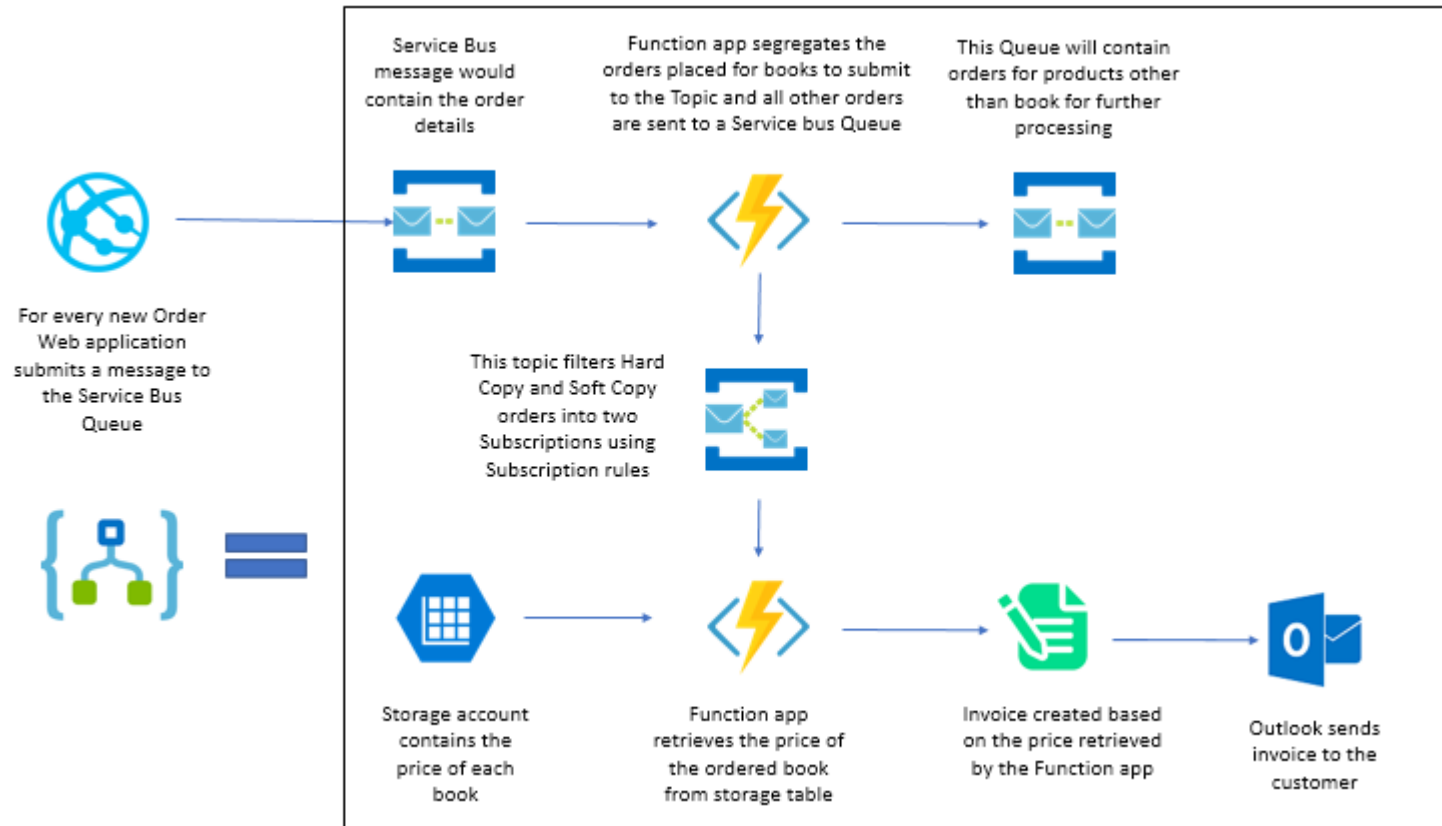 Service Bus
message would
contain the order
details
Function app segregates the
orders placed for books to submit
to the Topic and all other orders
are sent to a Service bus Queue
This Queue will contain
orders for products other
than book for further
processing
For every new Order
Web application
submits a message to
the Service Bus
Queue
This topic filters Hard
Copy and Soft Copy
orders into two
Subscriptions using
Subscription rules
Storage account
contains the
price of each
book
Function app
retrieves the price of
the ordered book
from storage table
Invoice created based
on the price retrieved
by the Function app
Outlook sends
invoice to the
customer